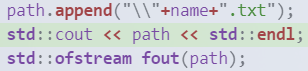 path.append("\\"+name+".txt");
std::cout << path << std::endl;
std::ofstream fout(path);